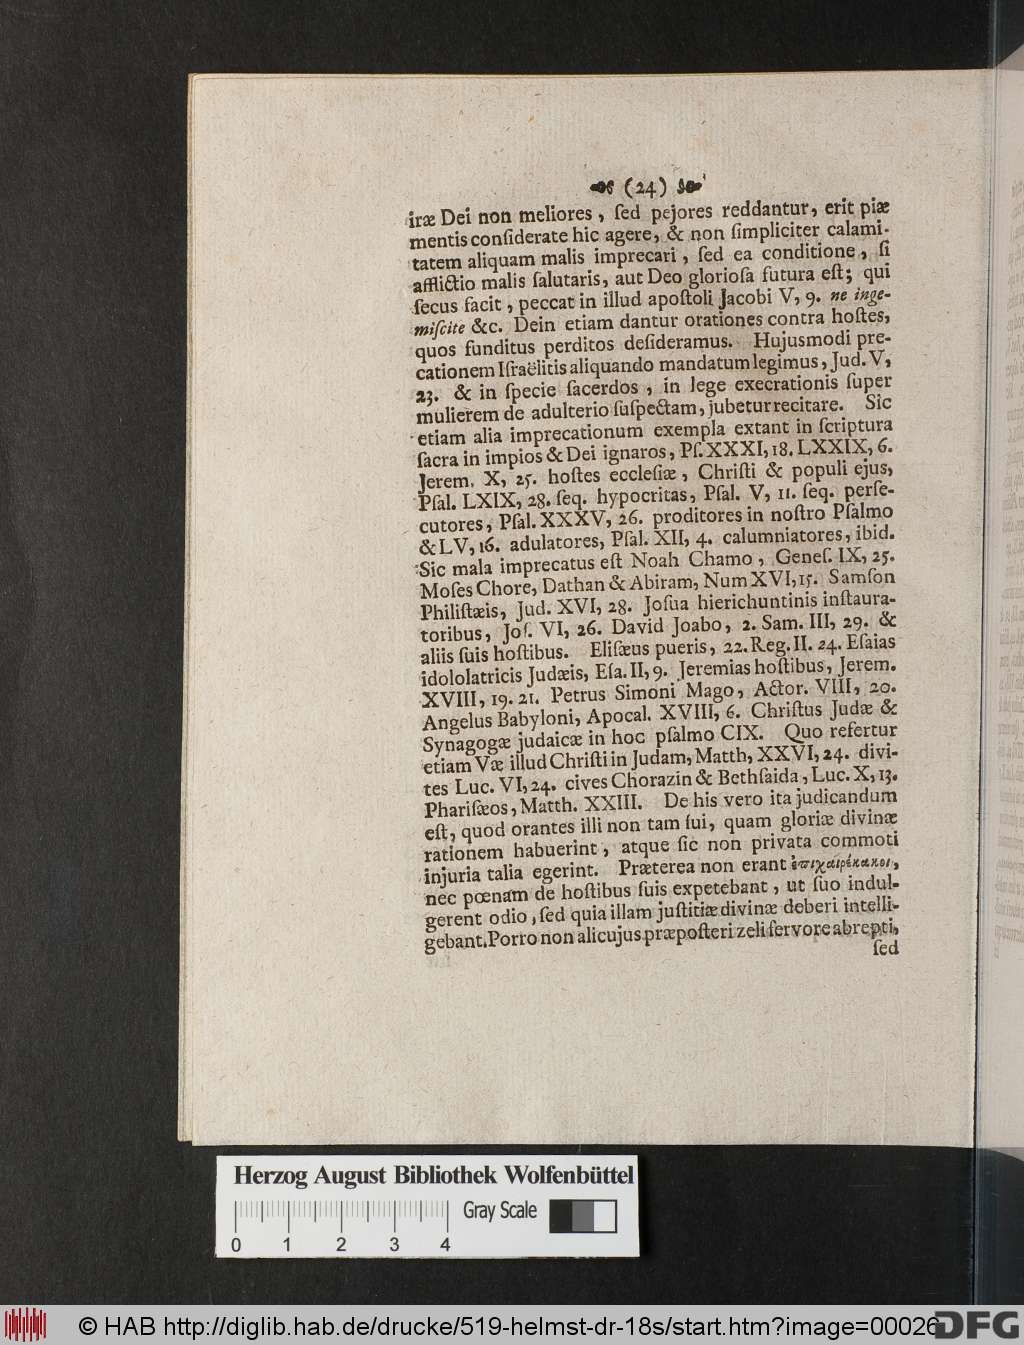 (24)
iræ Dei non meliores, ſed pejores reddantur, erit piæ
mentis conſiderate hic agere, & non ſimpliciter calami-
tatem aliquam malis imprecari, ſed ea conditione, ſi
afflictio malis ſalutaris, aut Deo glorioſa futura eſt; qui
ſecus facit, peccat in illud apoſtoli Jacobi V, 9. ne inge-
miſcite &c. Dein etiam dantur orationes contra hoſtes,
quos funditus perditos deſideramus. Hujusmodi pre-
cationem Iſraëlitis aliquando mandatum legimus, Jud. V,
23. & in ſpecie ſacerdos, in lege execrationis ſuper
mulierem de adulterio ſuſpectam, jubetur recitare. Sic
etiam alia imprecationum exempla extant in ſcriptura
ſacra in impios & Dei ignaros, Pſ. XXXI, 18. LXXIX, 6.
Jerem. X, 25. hoſtes eccleſiæ, Chriſti & populi ejus,
Pſal. LXIX, 28. ſeq. hypocritas, Pſal. V, 11. ſeq. perſe-
cutores, Pſal. XXXV, 26. proditores in noſtro Pſalmo
& LV, 16. adulatores, Pſal. XII, 4. calumniatores, ibid.
Sic mala imprecatus eſt Noah Chamo, Geneſ. IX, 25.
Moſes Chore, Dathan & Abiram, Num XVI, 15. Samſon
Philiſtæis, Jud. XVI, 28. Joſua hierichuntinis inſtaura-
toribus, Joſ. VI, 26. David Joabo, 2. Sam. III, 29. &
aliis ſuis hoſtibus. Eliſæus pueris, 22. Reg. II. 24. Eſaias
idololatricis Judæis, Eſa. II, 9. Jeremias hoſtibus, Jerem.
XVIII, 19. 21. Petrus Simoni Mago, Actor. VIII, 20.
Angelus Babyloni, Apocal. XVIII, 6. Chriſtus Judæ &
Synagogæ judaicæ in hoc pſalmo CIX. Quo refertur
etiam Væ illud Chriſti in Judam, Matth, XXVI, 24. divi-
tes Luc. VI, 24. cives Chorazin & Bethſaida, Luc. X, 13.
Phariſæos, Matth. XXIII. De his vero ita judicandum
eſt, quod orantes illi non tam ſui, quam gloriæ divinæ
rationem habuerint, atque ſic non privata commoti
injuria talia egerint. Præterea non erant ἐπιχαιρέκακοι,
nec pœnam de hoſtibus ſuis expetebant, ut ſuo indul-
gerent odio, ſed quia illam juſtitiæ divinæ deberi intelli-
gebant. Porro non alicujus præpoſteri zeli fervore abrepti,
ſed
Herzog August Bibliothek Wolfenbüttel
Gray Scale
0 1 2 3 4
© HAB http://diglib.hab.de/drucke/519-helmst-dr-18s/start.htm?image=00026
DFG